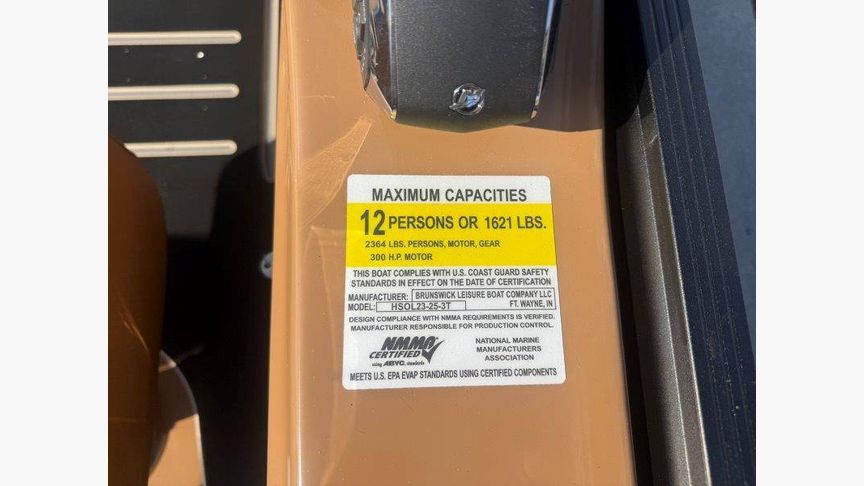 MAXIMUM CAPACITIES
12 PERSONS OR 1621 LBS.
2364 LBS. PERSONS, MOTOR, GEAR
300 H.P. MOTOR
THIS BOAT COMPLIES WITH U.S. COAST GUARD SAFETY
STANDARDS IN EFFECT ON THE DATE OF CERTIFICATION
MANUFACTURER: BRUNSWICK LEISURE BOAT COMPANY LLC
MODEL: HSOL23-25-3T FT. WAYNE, IN
DESIGN COMPLIANCE WITH NMMA REQUIREMENTS IS VERIFIED.
MANUFACTURER RESPONSIBLE FOR PRODUCTION CONTROL.
NMMA
CERTIFIED
using ABYC standards
NATIONAL MARINE
MANUFACTURERS
ASSOCIATION
MEETS U.S. EPA EVAP STANDARDS USING CERTIFIED COMPONENTS